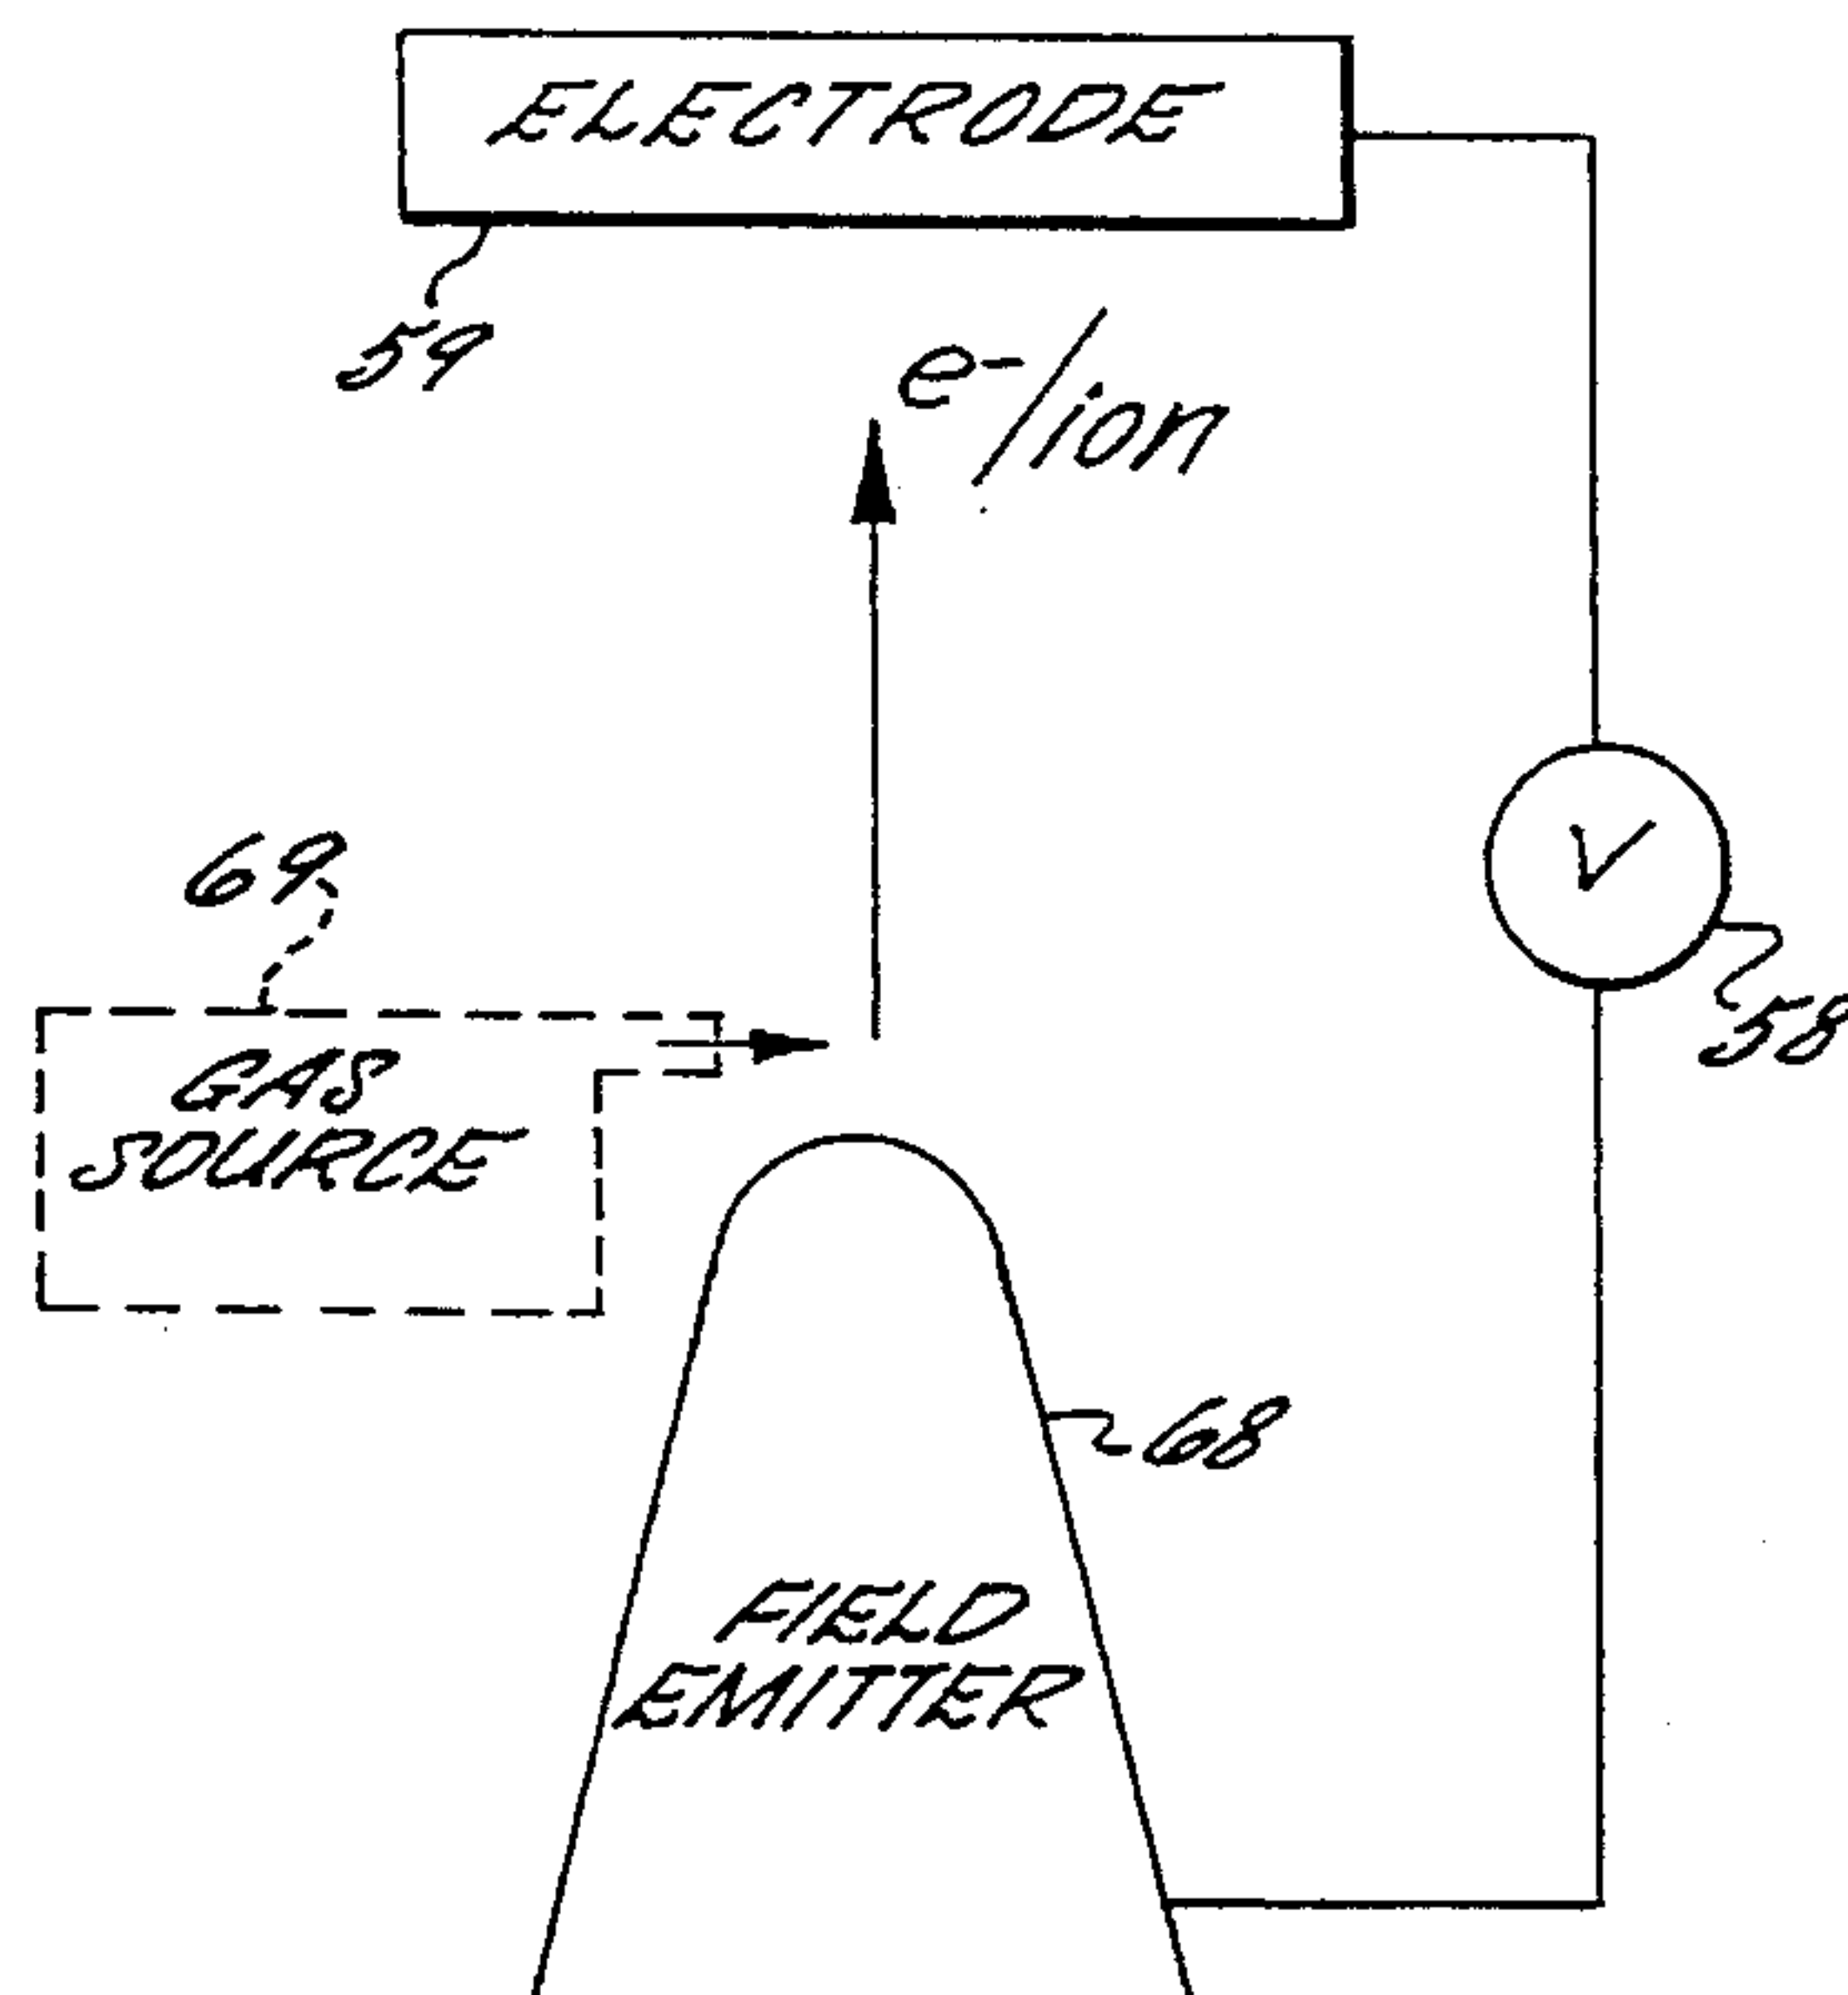 ELECTRODE
59
e-/ion
69
V
58
GAS
SOURCE
68
FIELD
EMITTER